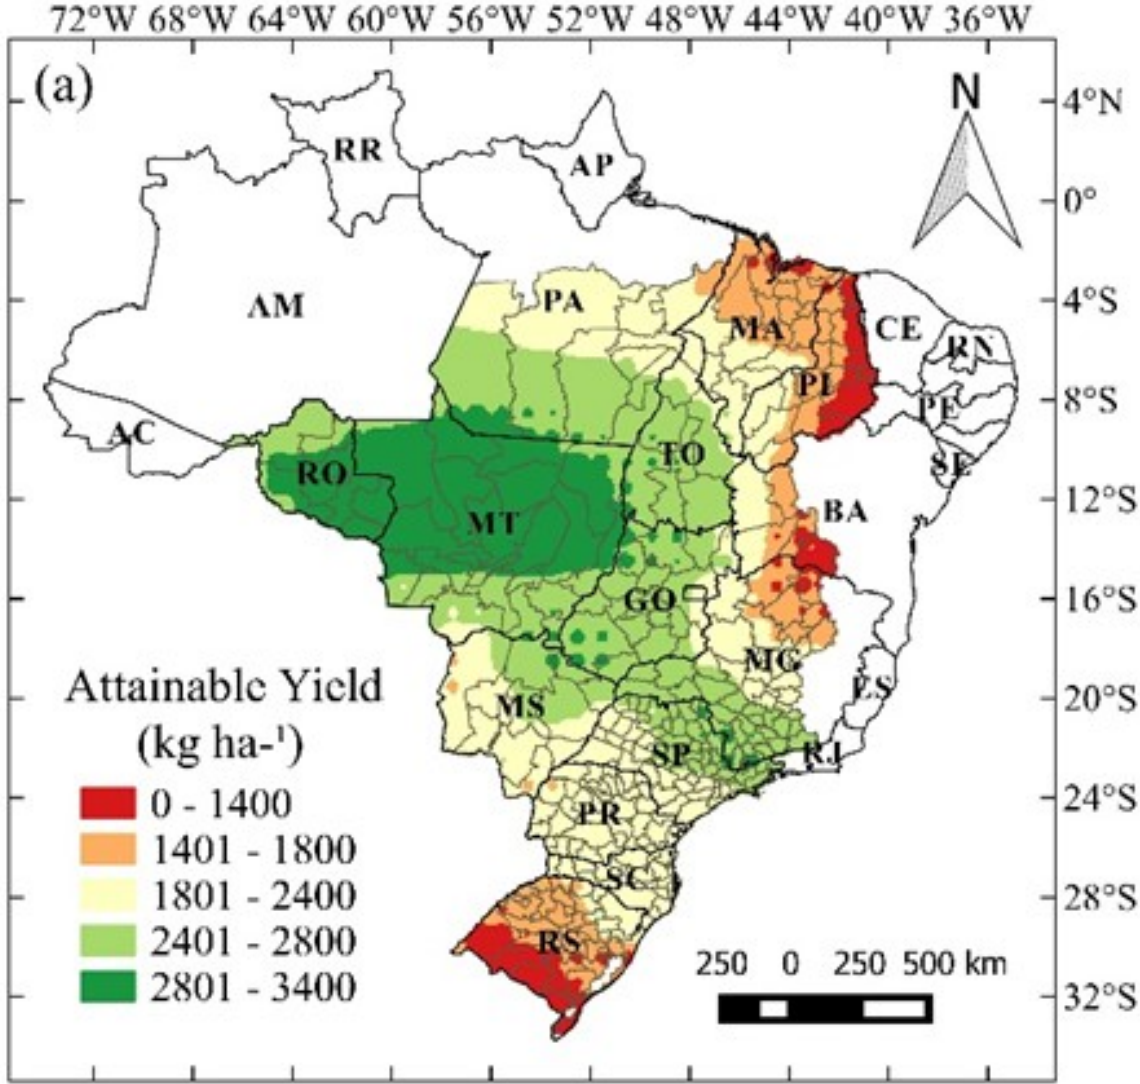 72°W 68°W 64°W 60°W 56°W 52°W 48°W 44°W 40°W 36°W
(a)
N
4°N
RR
AP
0°
AM
PA
4°S
MA
CE
RN
PI
8°S
PE
AC
TO
SE
RO
12°S
MT
BA
GO
16°S
MG
ES
Attainable Yield
(kg ha-¹)
MS
20°S
SP
RJ
0 - 1400
24°S
PR
1401 - 1800
SC
1801 - 2400
28°S
2401 - 2800
RS
250 0 250 500 km
2801 - 3400
32°S